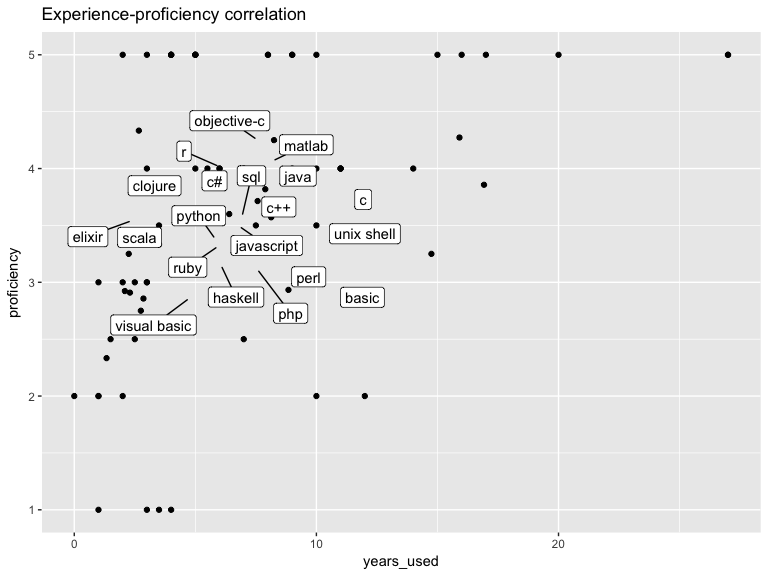 Experience-proficiency correlation
5
objective-c
matlab
r
4
sql
java
c#
clojure
c
python
c++
elixir
scala
unix shell
javascript
ruby
3
perl
haskell
basic
php
visual basic
2
1
proficiency
0
10
20
years_used